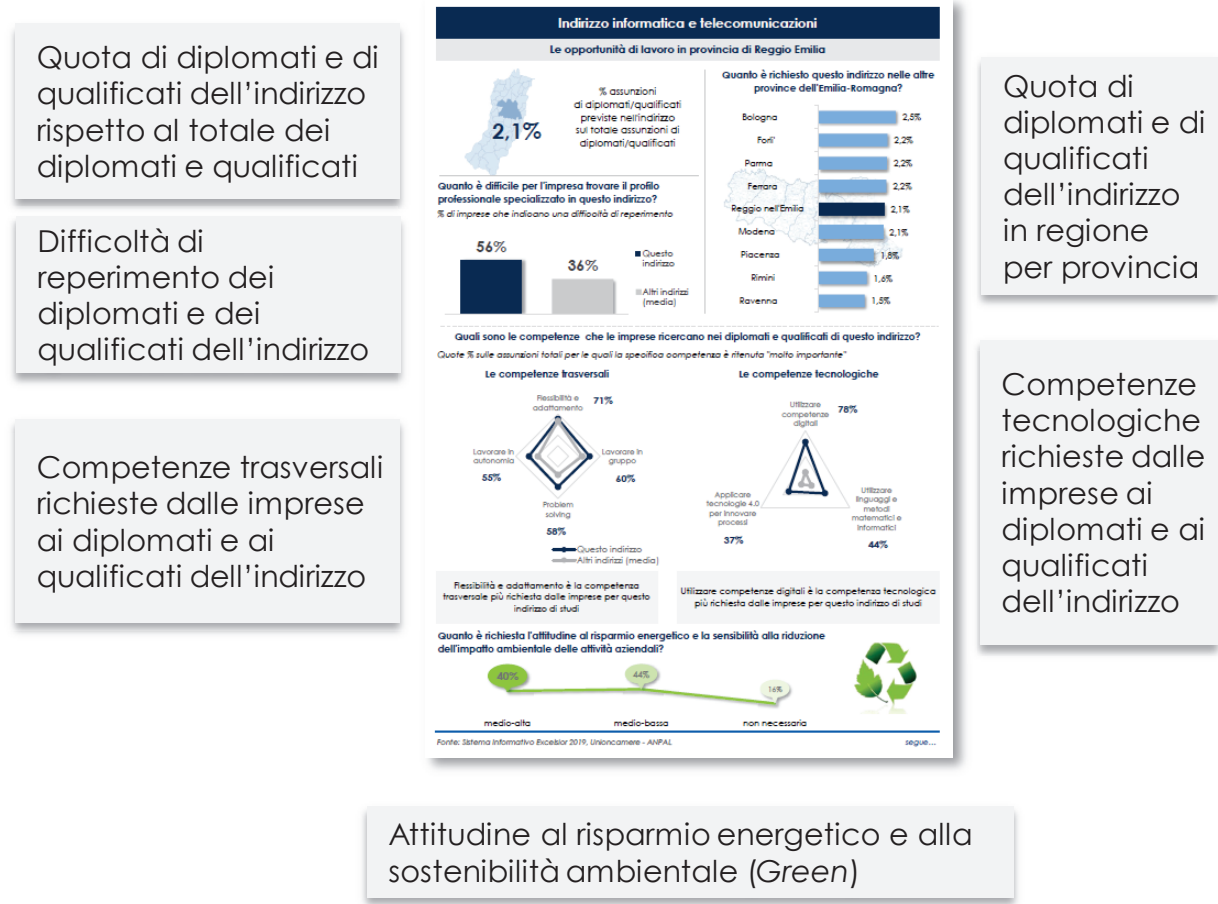 Quota di diplomati e di
qualificati dell'indirizzo
rispetto al totale dei
diplomati e qualificati
Difficoltà di
reperimento dei
diplomati e dei
qualificati dell'indirizzo
Competenze trasversali
richieste dalle imprese
ai diplomati e ai
qualificati dell'indirizzo
Indirizzo informatica e telecomunicazioni
Le opportunità di lavoro in provincia di Reggio Emilia
2,1%
% assunzioni
di diplomati/qualificati
previste nell'indirizzo
sul totale assunzioni di
diplomati/qualificati
Quanto è richiesto questo indirizzo nelle altre
province dell'Emilia-Romagna?
Bologna 2,5%
Forli' 2,2%
Parma 2,2%
Ferrara 2,2%
Reggio nell'Emilia 2,1%
Modena 2,1%
Piacenza 1,8%
Rimini 1,6%
Ravenna 1,5%
Quanto è difficile per l'impresa trovare il profilo
professionale specializzato in questo indirizzo?
% di imprese che indicano una difficoltà di reperimento
56%
36%
Questo
indirizzo
Altri indirizzi
(media)
Quali sono le competenze che le imprese ricercano nei diplomati e qualificati di questo indirizzo?
Quote % sulle assunzioni totali per le quali la specifica competenza è ritenuta "molto importante"
Le competenze trasversali
Flessibilità e
adattamento
71%
Lavorare in
autonomia
55%
Lavorare in
gruppo
60%
Problem
solving
58%
Questo indirizzo
Altri indirizzi (media)
Le competenze tecnologiche
Utilizzare
competenze
digitali
78%
Applicare
tecnologie 4.0
per innovare
processi
37%
Utilizzare
linguaggi e
metodi
matematici e
informatici
44%
Flessibilità e adattamento è la competenza
trasversale più richiesta dalle imprese per questo
indirizzo di studi
Utilizzare competenze digitali è la competenza tecnologica
più richiesta dalle imprese per questo indirizzo di studi
Quanto è richiesta l'attitudine al risparmio energetico e la sensibilità alla riduzione
dell'impatto ambientale delle attività aziendali?
40%
44%
16%
medio-alta
medio-bassa
non necessaria
Fonte: Sistema Informativo Excelsior 2019, Unioncamere - ANPAL
segue...
Quota di
diplomati e di
qualificati
dell'indirizzo
in regione
per provincia
Competenze
tecnologiche
richieste dalle
imprese ai
diplomati e ai
qualificati
dell'indirizzo
Attitudine al risparmio energetico e alla
sostenibilità ambientale (Green)